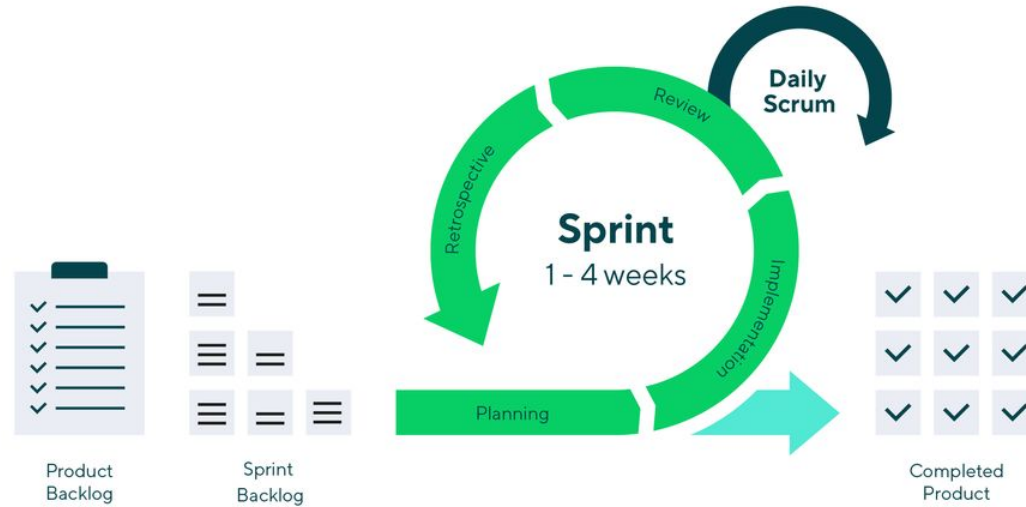 Daily
Scrum
Review
Retrospective
Sprint
1 - 4 weeks
Implementation
Planning
Product
Backlog
Sprint
Backlog
Completed
Product